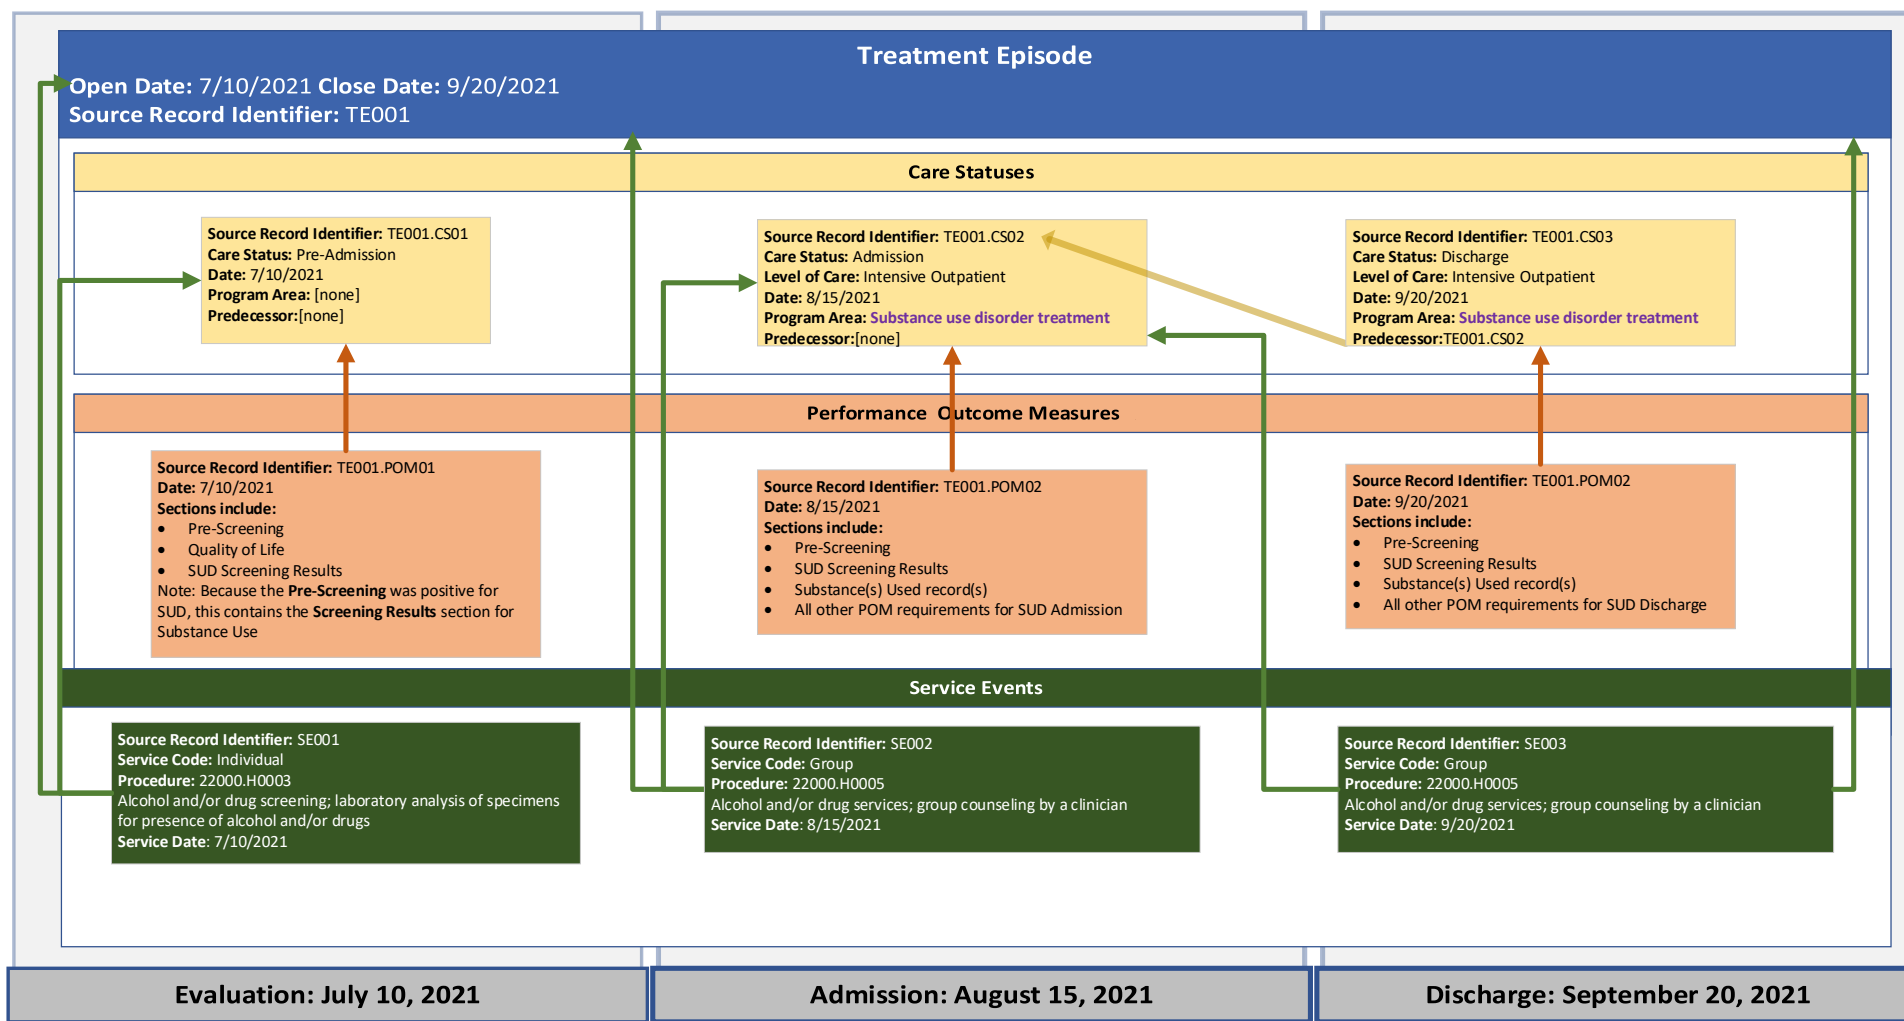 Treatment Episode
Open Date: 7/10/2021 Close Date: 9/20/2021
Source Record Identifier: TE001
Care Statuses
Source Record Identifier: TE001.CS01
Care Status: Pre-Admission
Date: 7/10/2021
Program Area: [none]
Predecessor:[none]
Source Record Identifier: TE001.CS02
Care Status: Admission
Level of Care: Intensive Outpatient
Date: 8/15/2021
Program Area: Substance use disorder treatment
Predecessor:[none]
Source Record Identifier: TE001.CS03
Care Status: Discharge
Level of Care: Intensive Outpatient
Date: 9/20/2021
Program Area: Substance use disorder treatment
Predecessor:TE001.CS02
Performance Outcome Measures
Source Record Identifier: TE001.POM01
Date: 7/10/2021
Sections include:
• Pre-Screening
• Quality of Life
• SUD Screening Results
Note: Because the Pre-Screening was positive for
SUD, this contains the Screening Results section for
Substance Use
Source Record Identifier: TE001.POM02
Date: 8/15/2021
Sections include:
• Pre-Screening
• SUD Screening Results
• Substance(s) Used record(s)
• All other POM requirements for SUD Admission
Source Record Identifier: TE001.POM02
Date: 9/20/2021
Sections include:
• Pre-Screening
• SUD Screening Results
• Substance(s) Used record(s)
• All other POM requirements for SUD Discharge
Service Events
Source Record Identifier: SE001
Service Code: Individual
Procedure: 22000.H0003
Alcohol and/or drug screening; laboratory analysis of specimens
for presence of alcohol and/or drugs
Service Date: 7/10/2021
Source Record Identifier: SE002
Service Code: Group
Procedure: 22000.H0005
Alcohol and/or drug services; group counseling by a clinician
Service Date: 8/15/2021
Source Record Identifier: SE003
Service Code: Group
Procedure: 22000.H0005
Alcohol and/or drug services; group counseling by a clinician
Service Date: 9/20/2021
Evaluation: July 10, 2021
Admission: August 15, 2021
Discharge: September 20, 2021